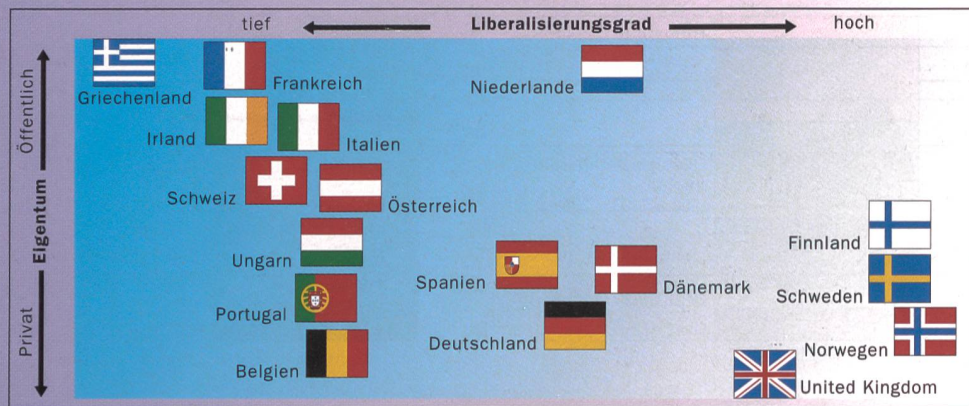 tief Liberalisierungsgrad hoch
Öffentlich
Eigentum
Privat
Griechenland
Frankreich
Niederlande
Irland
Italien
Schweiz
Österreich
Ungarn
Finnland
Spanien
Dänemark
Schweden
Portugal
Deutschland
Norwegen
Belgien
United Kingdom